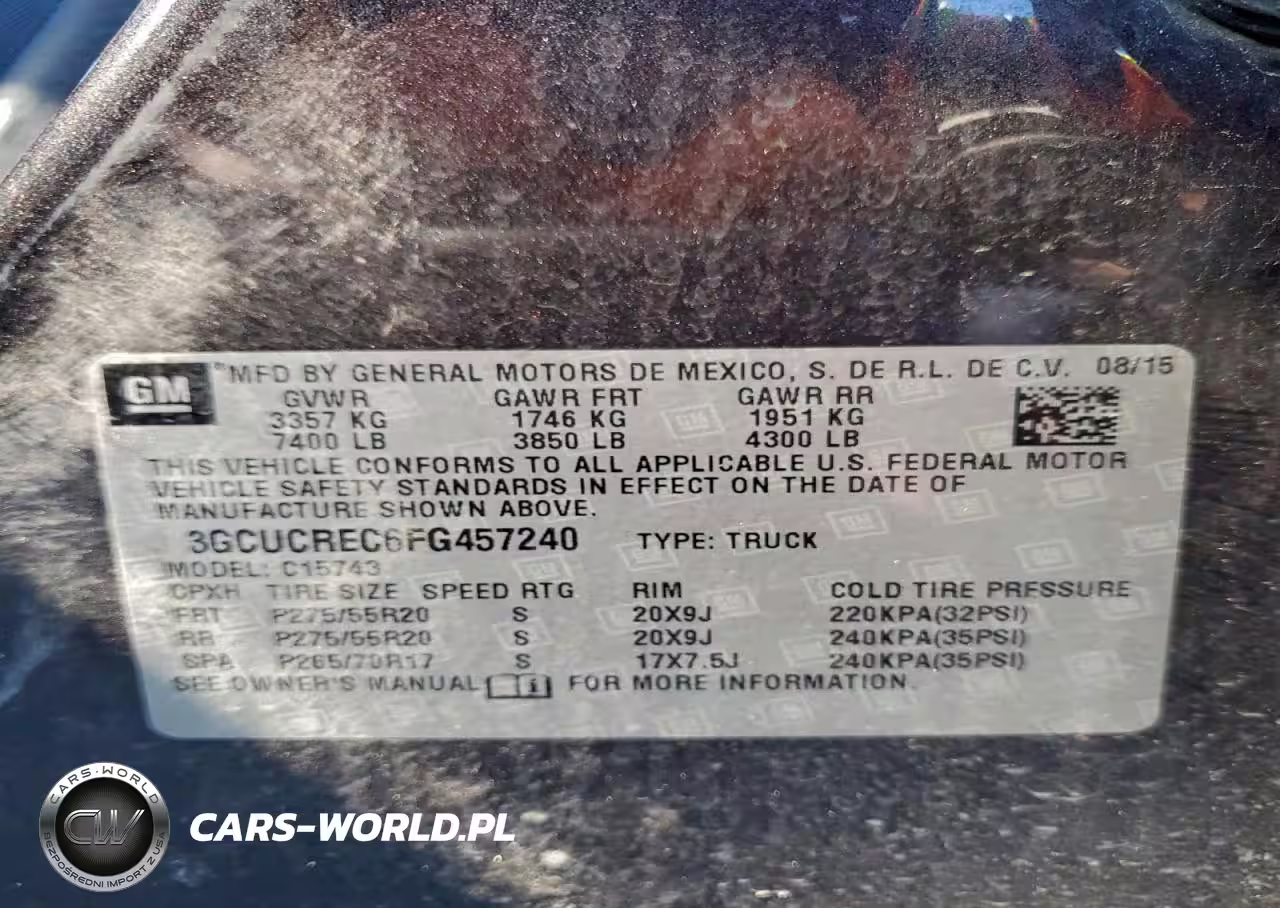 GM
®MFD BY GENERAL MOTORS DE MEXICO, S. DE R.L. DE C.V. 08/15
GVWR GAWR FRT GAWR RR
3357 KG 1746 KG 1951 KG
7400 LB 3850 LB 4300 LB
THIS VEHICLE CONFORMS TO ALL APPLICABLE U.S. FEDERAL MOTOR
VEHICLE SAFETY STANDARDS IN EFFECT ON THE DATE OF
MANUFACTURE SHOWN ABOVE.
3GCUCREC6FG457240 TYPE: TRUCK
MODEL: C15743
CPXH TIRE SIZE SPEED RTG RIM COLD TIRE PRESSURE
FRT P275/55R20 S 20X9J 220KPA(32PSI)
RR P275/55R20 S 20X9J 240KPA(35PSI)
SPA P265/70R17 S 17X7.5J 240KPA(35PSI)
SEE OWNER'S MANUAL FOR MORE INFORMATION.
CARS-WORLD
CW
BEZPOŚREDNI IMPORT Z USA
CARS-WORLD.PL